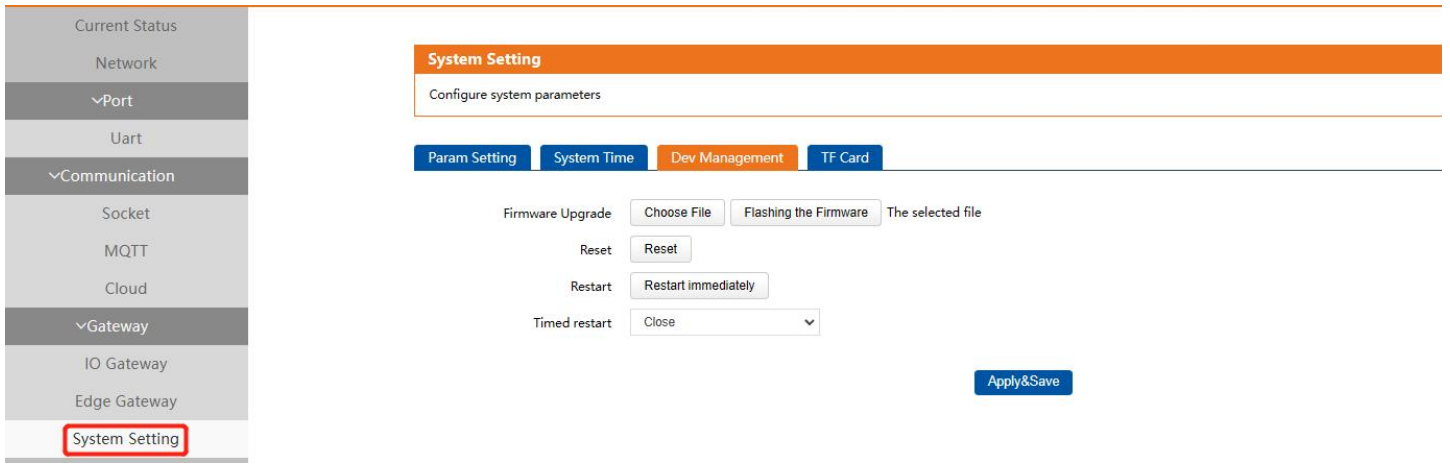 Current Status
Network
Port
Uart
Communication
Socket
MQTT
Cloud
Gateway
IO Gateway
Edge Gateway
System Setting
System Setting
Configure system parameters
Param Setting System Time Dev Management TF Card
Firmware Upgrade Choose File Flashing the Firmware The selected file
Reset Reset
Restart Restart immediately
Timed restart Close
Apply&Save